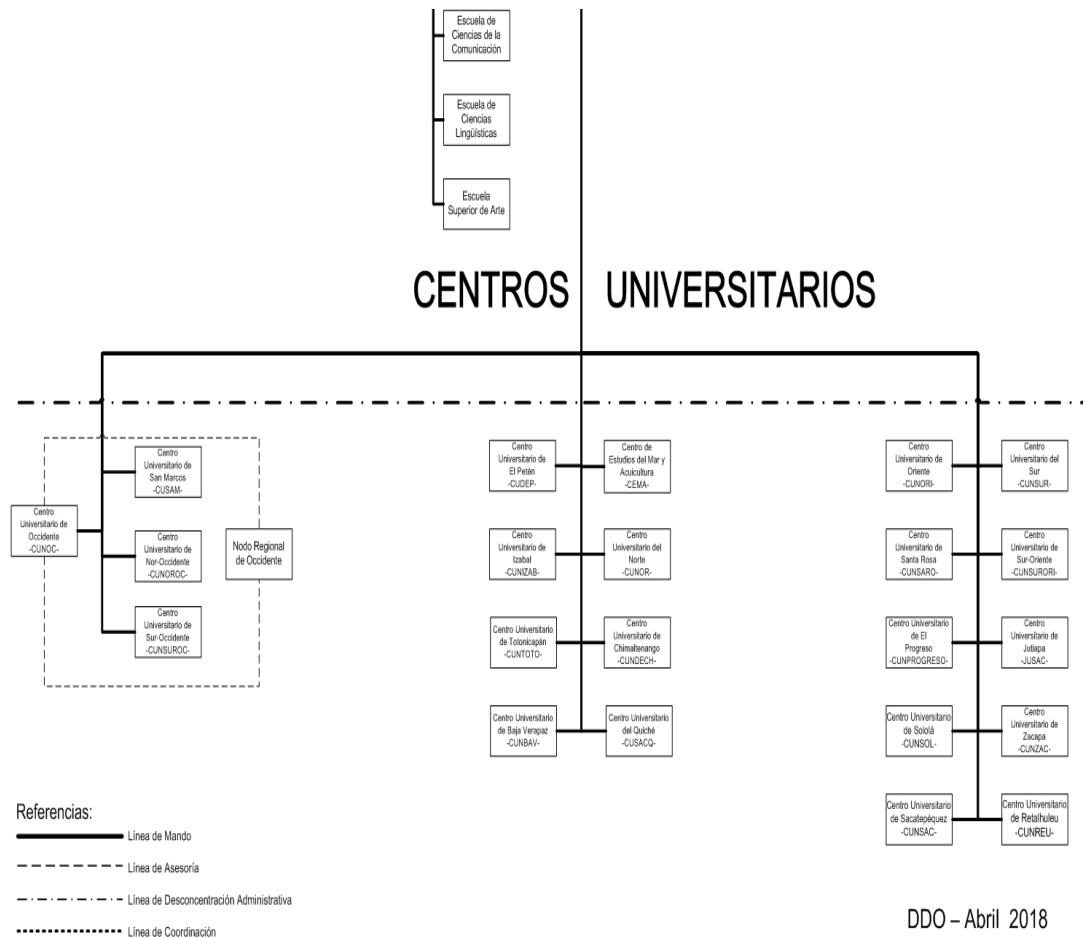 Escuela de
Ciencias de la
Comunicación
Escuela de
Ciencias
Lingüísticas
Escuela
Superior de Arte
CENTROS UNIVERSITARIOS
Centro
Universitario de
Occidente
-CUNOC-
Centro
Universitario de
San Marcos
-CUSAM-
Centro
Universitario de
Nor-Occidente
-CUNOROC-
Centro
Universitario de
Sur-Occidente
-CUNSUROC-
Nodo Regional
de Occidente
Centro
Universitario de
El Petén
-CUDEP-
Centro de
Estudios del Mar y
Acuicultura
-CEMA-
Centro
Universitario de
Izabal
-CUNIZAB-
Centro
Universitario del
Norte
-CUNOR-
Centro Universitario
de Totonicapán
-CUNTOTO-
Centro
Universitario de
Chimaltenango
-CUNDECH-
Centro Universitario
de Baja Verapaz
-CUNBAV-
Centro Universitario
del Quiché
-CUSACQ-
Centro
Universitario de
Oriente
-CUNORI-
Centro
Universitario del
Sur
-CUNSUR-
Centro
Universitario de
Santa Rosa
-CUNSARO-
Centro
Universitario de
Sur-Oriente
-CUNSURORI-
Centro Universitario
de El
Progreso
-CUNPROGRESO-
Centro
Universitario de
Jutiapa
-JUSAC-
Centro Universitario
de Sololá
-CUNSOL-
Centro
Universitario de
Zacapa
-CUNZAC-
Centro Universitario
de Sacatepéquez
-CUNSAC-
Centro Universitario
de Retalhuleu
-CUNREU-
Referencias:
Línea de Mando
Línea de Asesoría
Línea de Desconcentración Administrativa
Línea de Coordinación
DDO – Abril 2018